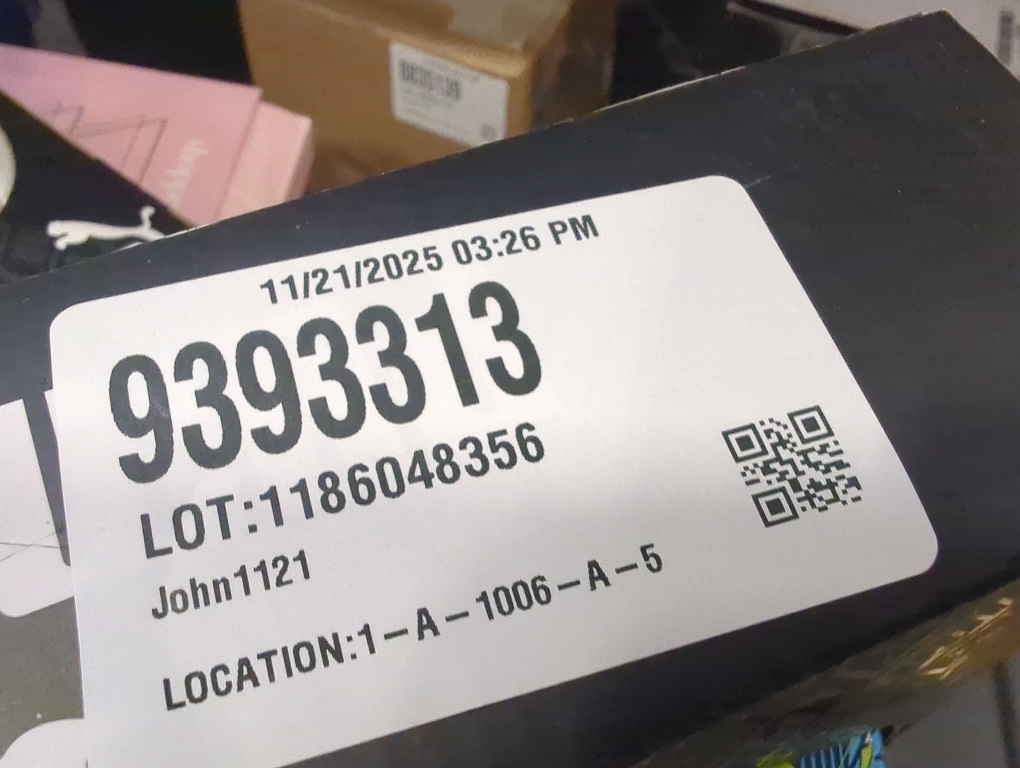 11/21/2025 03:26 PM
9393313
LOT:1186048356
John1121
LOCATION:1-A-1006-A-5